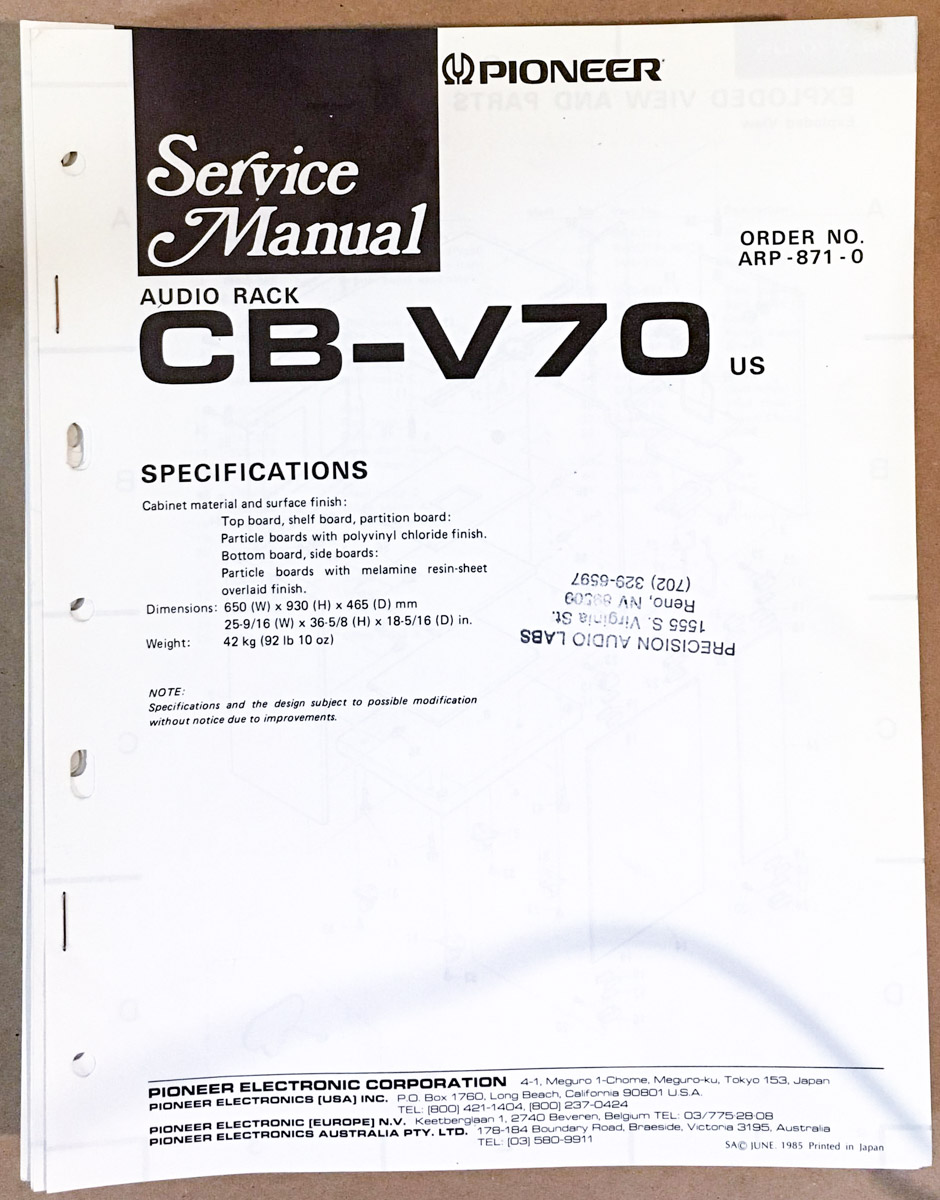 PIONEER
Service
Manual
ORDER NO.
ARP-871-0
AUDIO RACK
CB-V70 US
SPECIFICATIONS
Cabinet material and surface finish:
Top board, shelf board, partition board:
Particle boards with polyvinyl chloride finish.
Bottom board, side boards:
Particle boards with melamine resin-sheet
overlaid finish.
Dimensions: 650 (W) x 930 (H) x 465 (D) mm
25-9/16 (W) x 36-5/8 (H) x 18-5/16 (D) in.
Weight: 42 kg (92 lb 10 oz)
PRECISION AUDIO LABS
1555 S. Virginia St.
Reno, NV 89509
(702) 329-6597
NOTE:
Specifications and the design subject to possible modification
without notice due to improvements.
PIONEER ELECTRONIC CORPORATION 4-1, Meguro 1-Chome, Meguro-ku, Tokyo 153, Japan
PIONEER ELECTRONICS [USA] INC. P.O. Box 1760, Long Beach, California 90801 U.S.A.
TEL: [800] 421-1404, [800] 237-0424
PIONEER ELECTRONIC [EUROPE] N.V. Keetberglaan 1, 2740 Beveren, Belgium TEL: 03/775·28·08
PIONEER ELECTRONICS AUSTRALIA PTY. LTD. 178-184 Boundary Road, Braeside, Victoria 3195, Australia
TEL: [03] 580-9911
SA© JUNE. 1985 Printed in Japan